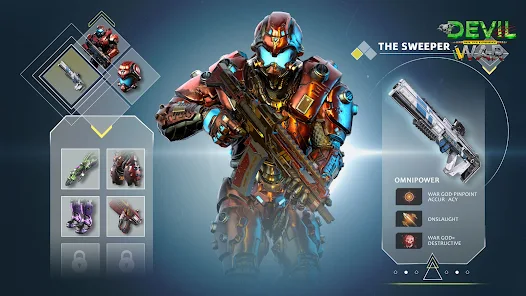 DEVIL
WAR
THE SWEEPER
OMNIPOWER
WAR GOD-PINPOINT
ACCUR ACY
ONSLAUGHT
WAR GOD=
DESTRUCTIVE